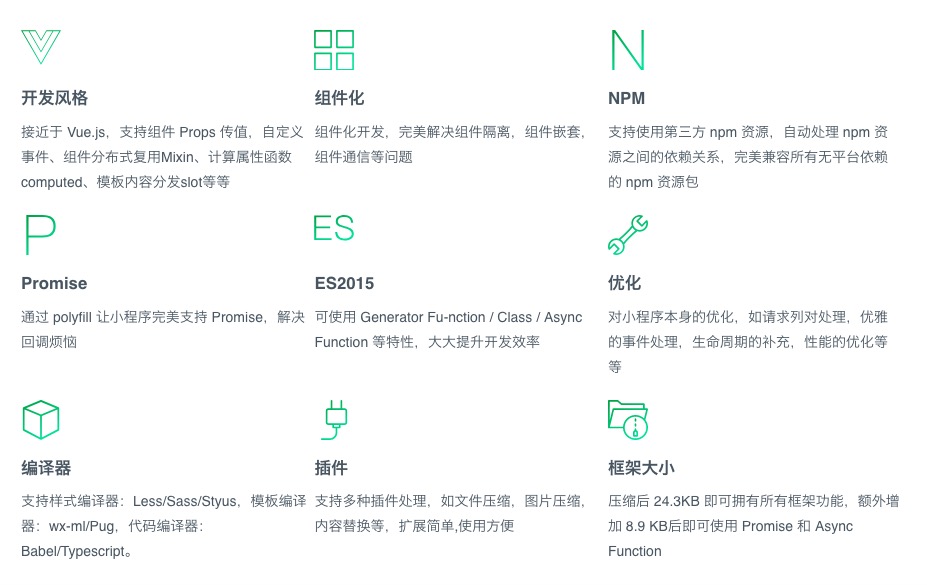 开发风格
接近于 Vue.js，支持组件 Props 传值，自定义
事件、组件分布式复用Mixin、计算属性函数
computed、模板内容分发slot等等
组件化
组件化开发，完美解决组件隔离，组件嵌套，
组件通信等问题
N
NPM
支持使用第三方 npm 资源，自动处理 npm 资
源之间的依赖关系，完美兼容所有无平台依赖
的 npm 资源包
P
Promise
通过 polyfill 让小程序完美支持 Promise，解决
回调烦恼
ES
ES2015
可使用 Generator Fu-nction / Class / Async
Function 等特性，大大提升开发效率
优化
对小程序本身的优化，如请求列对处理，优雅
的事件处理，生命周期的补充，性能的优化等
等
编译器
支持样式编译器：Less/Sass/Styus，模板编译
器：wx-ml/Pug，代码编译器：
Babel/Typescript。
插件
支持多种插件处理，如文件压缩，图片压缩，
内容替换等，扩展简单,使用方便
框架大小
压缩后 24.3KB 即可拥有所有框架功能，额外增
加 8.9 KB后即可使用 Promise 和 Async
Function